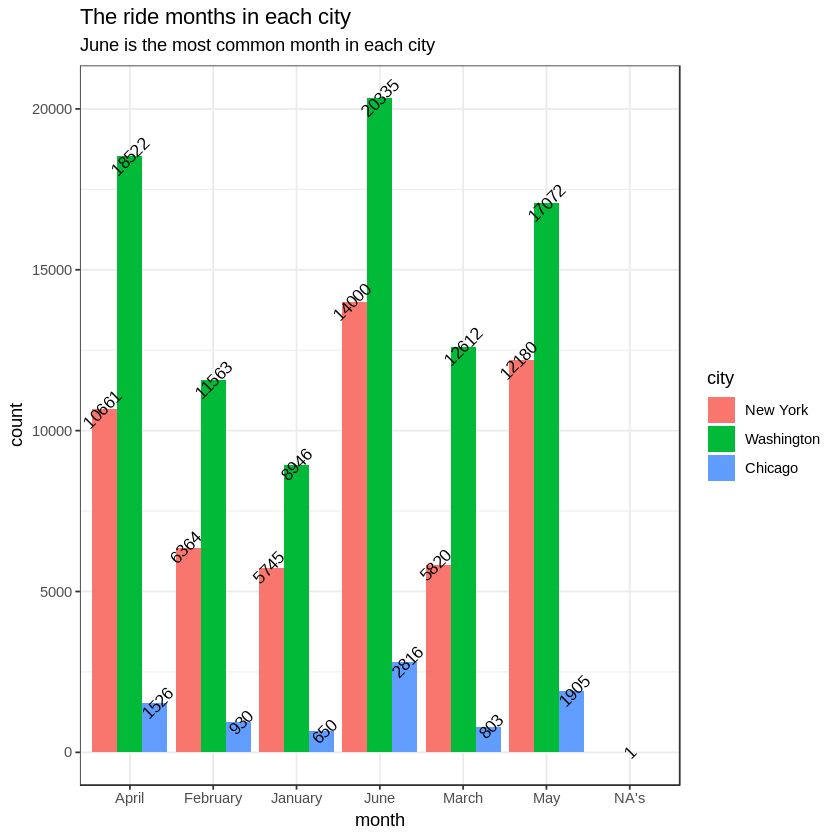 The ride months in each city
June is the most common month in each city
count
20000
15000
10000
5000
0
10661
18522
1526
6364
11563
930
5745
8946
650
14000
20335
2816
5820
12612
803
12180
17072
1905
1
April February January June March May NA's
month
city
New York
Washington
Chicago